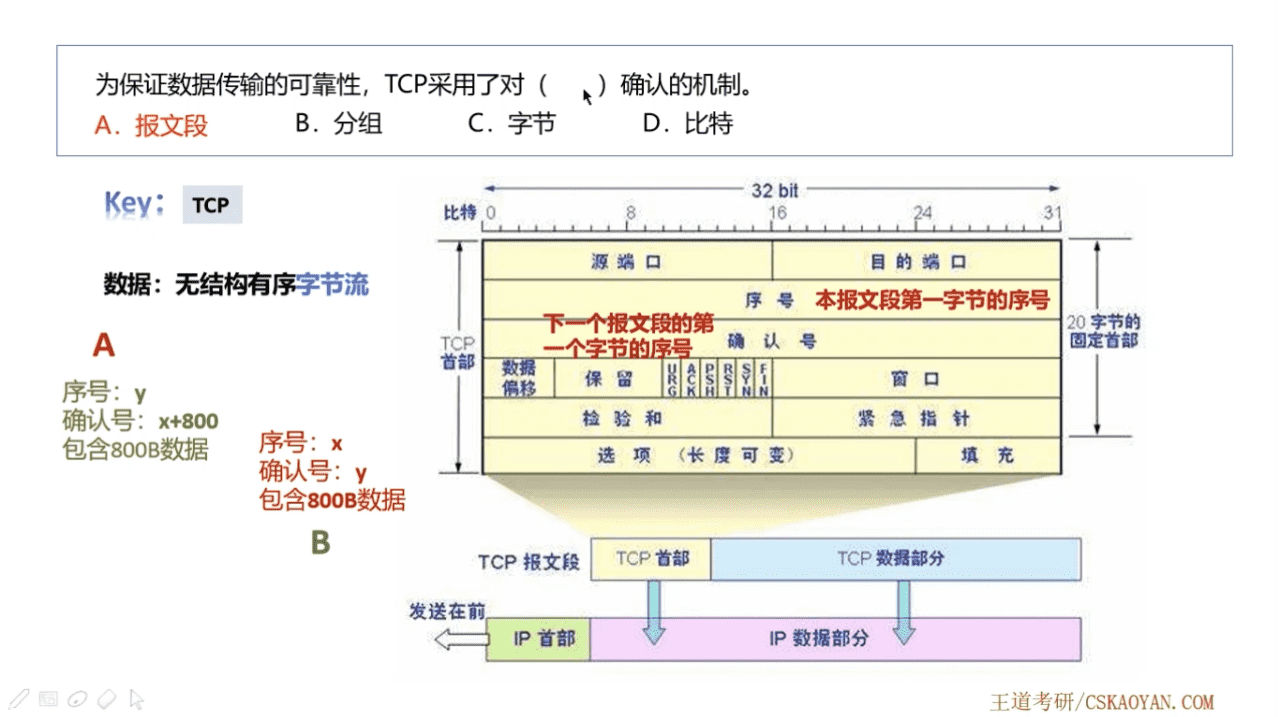 为保证数据传输的可靠性，TCP采用了对（ ）确认的机制。
A．报文段 B．分组 C．字节 D．比特
Key： TCP
数据：无结构有序字节流
A
序号：y
确认号：x+800
包含800B数据
序号：x
确认号：y
包含800B数据
B
32 bit
比特 0 8 16 24 31
源端口 目的端口
序号 本报文段第一字节的序号
下一个报文段的第
一个字节的序号
确认号
数据
偏移
保留
URG ACK PSH RST SYN FIN
窗口
检验和 紧急指针
选项（长度可变） 填充
TCP
首部
20 字节的
固定首部
TCP 报文段 TCP 首部 TCP 数据部分
发送在前
IP 首部 IP 数据部分
王道考研/CSKAOYAN.COM